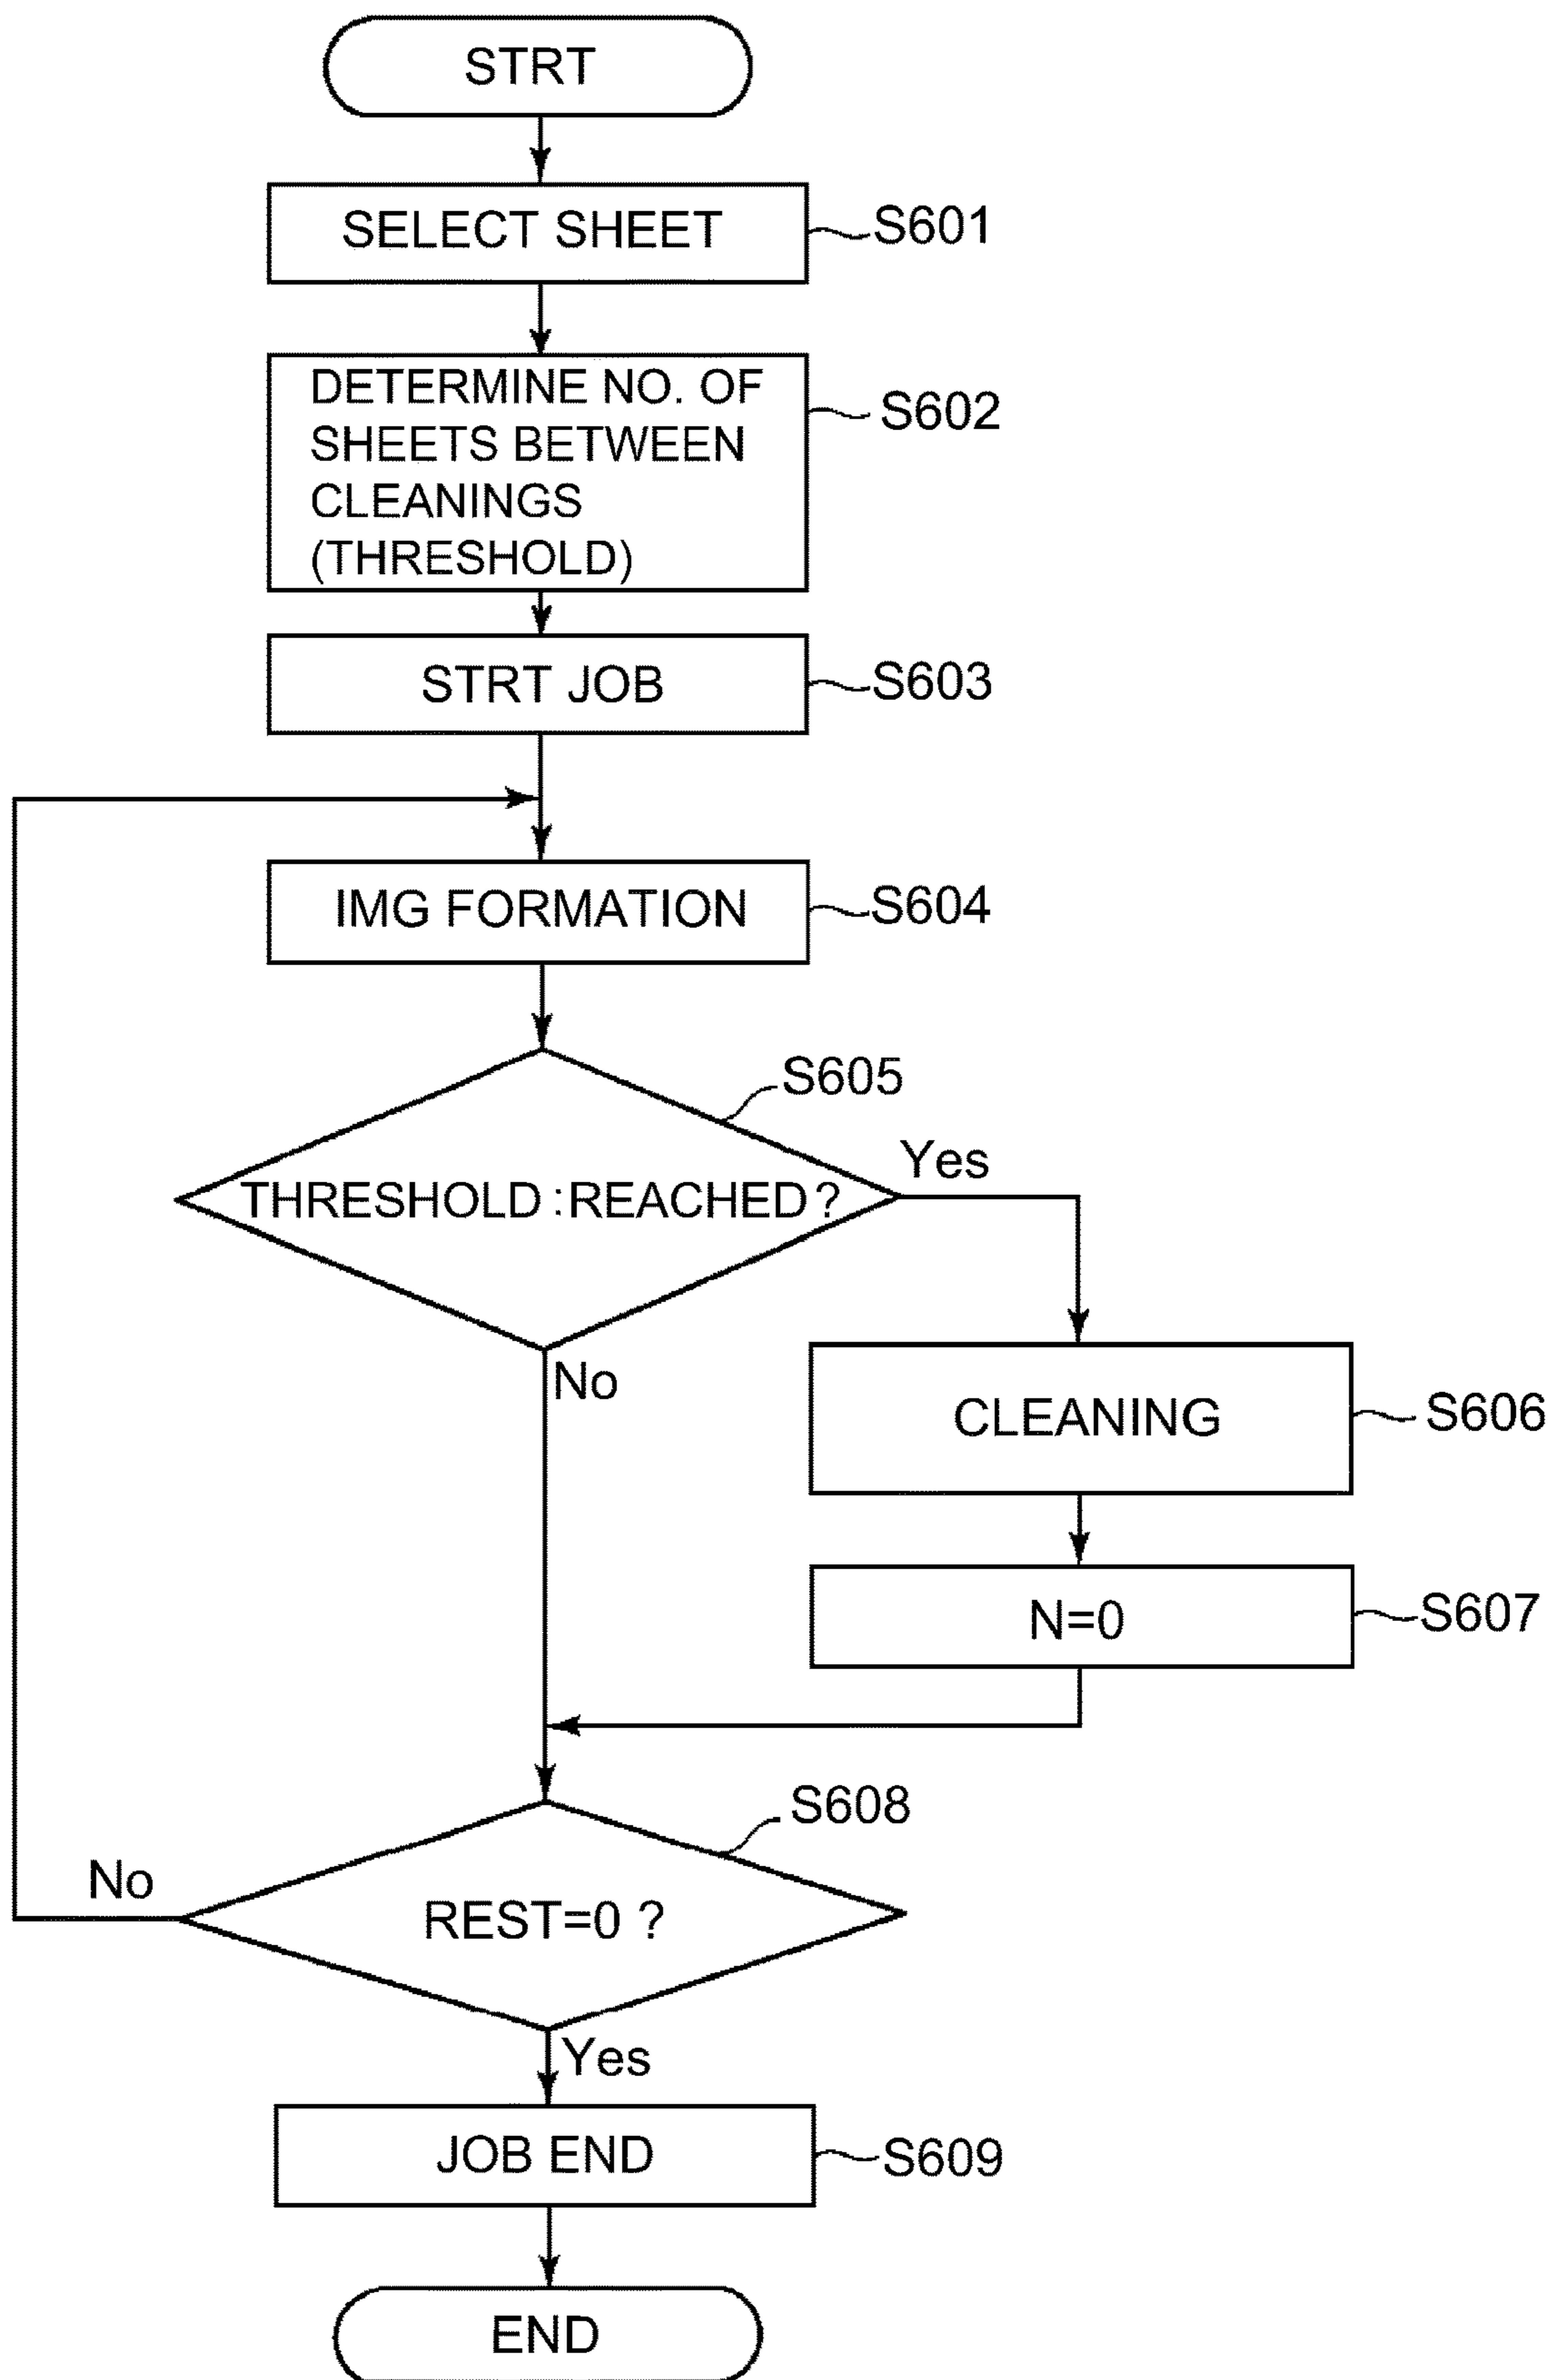 STRT
SELECT SHEET
S601
DETERMINE NO. OF
SHEETS BETWEEN
CLEANINGS
(THRESHOLD)
S602
STRT JOB
S603
IMG FORMATION
S604
S605
THRESHOLD :REACHED ?
Yes
No
CLEANING
S606
N=0
S607
S608
REST=0 ?
No
Yes
JOB END
S609
END